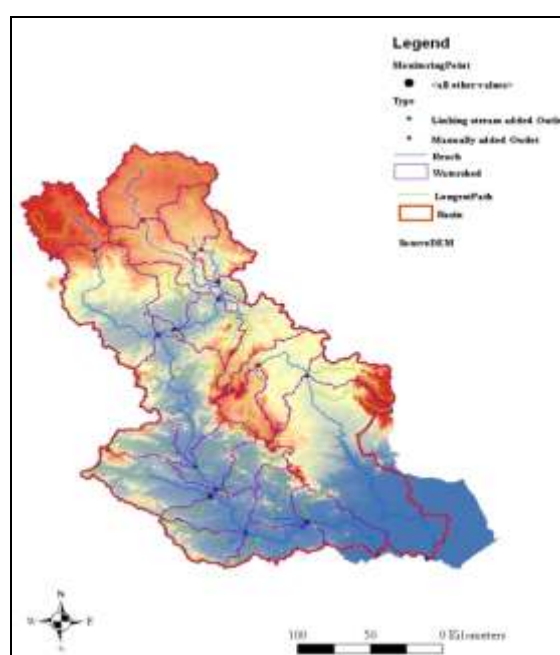 Legend
MonitoringPoint
<all other values>
Type
Linking stream added Outle
Manually added Outlet
Reach
Watershed
LongestPath
Basin
SourceDEM
N
W E
S
100 50 0 Kilometers